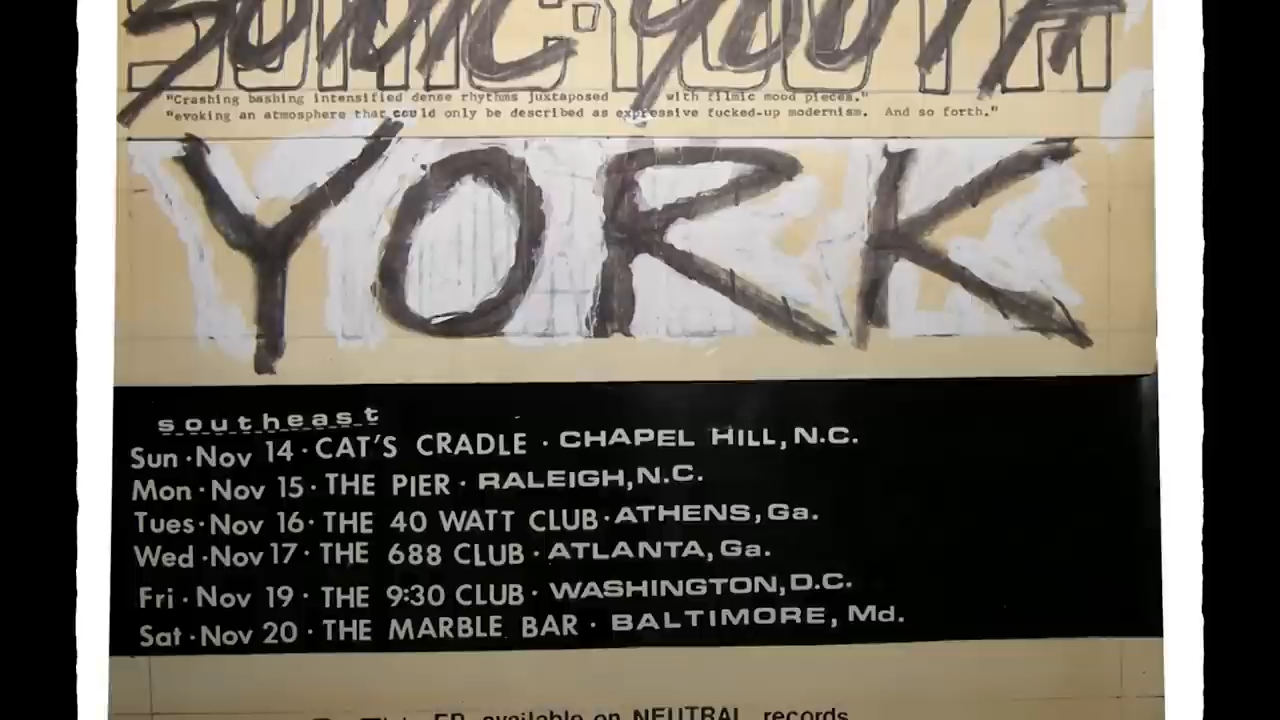 SONIC YOUTH
"Crashing bashing intensified dense rhythms juxtaposed with filmic mood pieces."
"evoking an atmosphere that could only be described as expressive fucked-up modernism. And so forth."
YORK
southeast
Sun · Nov 14 · CAT'S CRADLE · CHAPEL HILL, N.C.
Mon · Nov 15 · THE PIER · RALEIGH, N.C.
Tues · Nov 16 · THE 40 WATT CLUB · ATHENS, Ga.
Wed · Nov 17 · THE 688 CLUB · ATLANTA, Ga.
Fri · Nov 19 · THE 9:30 CLUB · WASHINGTON, D.C.
Sat · Nov 20 · THE MARBLE BAR · BALTIMORE, Md.
EP available on NEUTRAL records